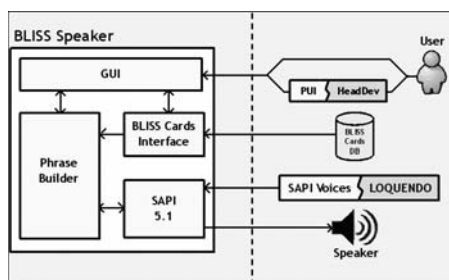 BLISS Speaker
User
GUI
PUI HeadDev
BLISS Cards
Interface
BLISS
Cards
DB
Phrase
Builder
SAPI
5.1
SAPI Voices LOQUENDO
Speaker